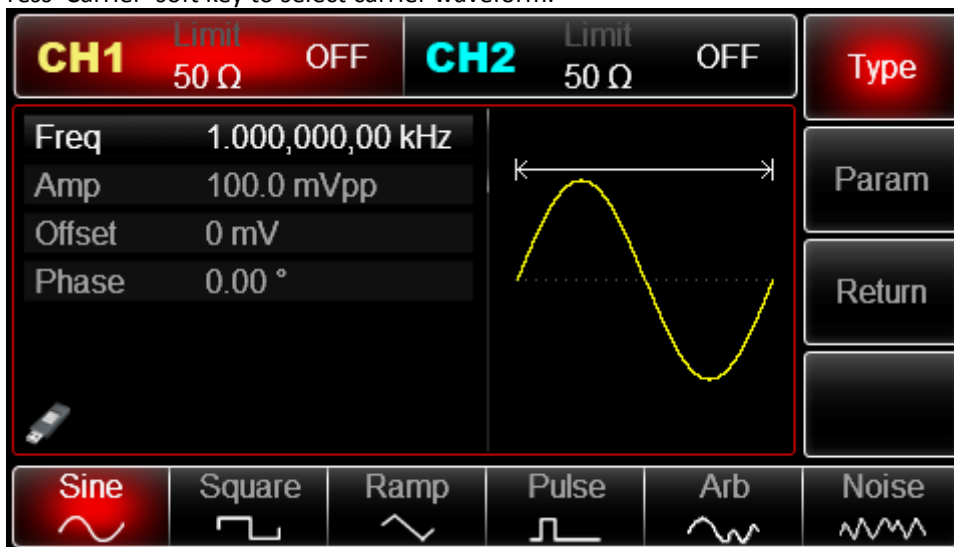 ress "Carrier" soft key to select carrier waveform.
CH1 Limit 50 Ω OFF CH2 Limit 50 Ω OFF
Type
Freq 1.000,000,00 kHz
Amp 100.0 mVpp
Param
Offset 0 mV
Phase 0.00 °
Return
Sine Square Ramp Pulse Arb Noise